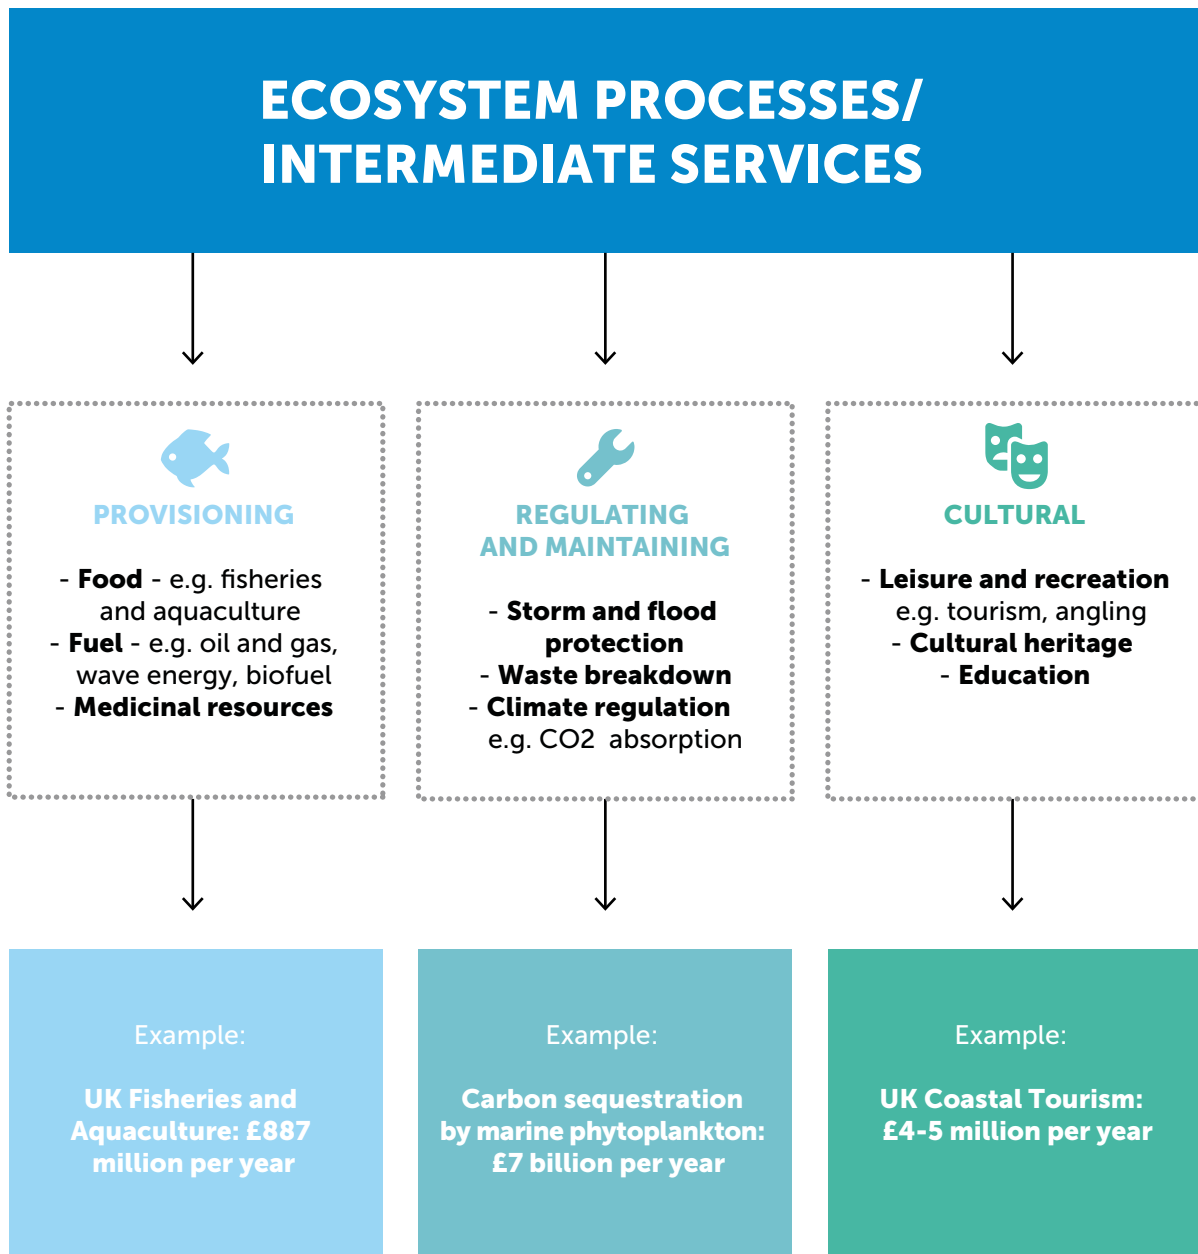 ECOSYSTEM PROCESSES/
INTERMEDIATE SERVICES
PROVISIONING
- Food - e.g. fisheries
and aquaculture
- Fuel - e.g. oil and gas,
wave energy, biofuel
- Medicinal resources
REGULATING
AND MAINTAINING
- Storm and flood
protection
- Waste breakdown
- Climate regulation
e.g. CO2 absorption
CULTURAL
- Leisure and recreation
e.g. tourism, angling
- Cultural heritage
- Education
Example:
UK Fisheries and
Aquaculture: £887
million per year
Example:
Carbon sequestration
by marine phytoplankton:
£7 billion per year
Example:
UK Coastal Tourism:
£4-5 million per year